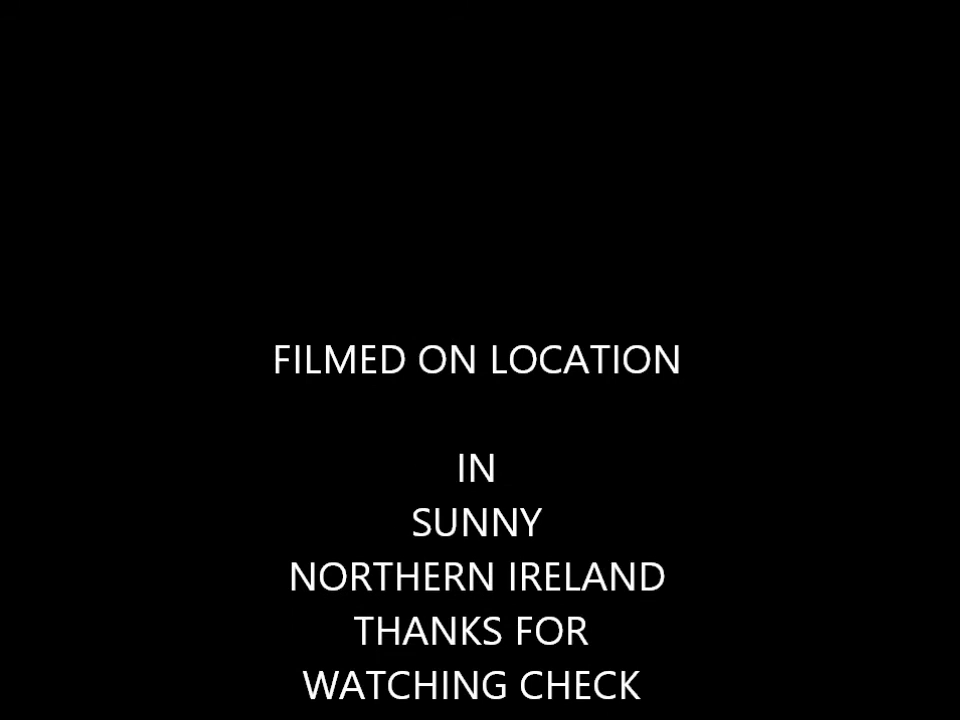 FILMED ON LOCATION
IN
SUNNY
NORTHERN IRELAND
THANKS FOR
WATCHING CHECK